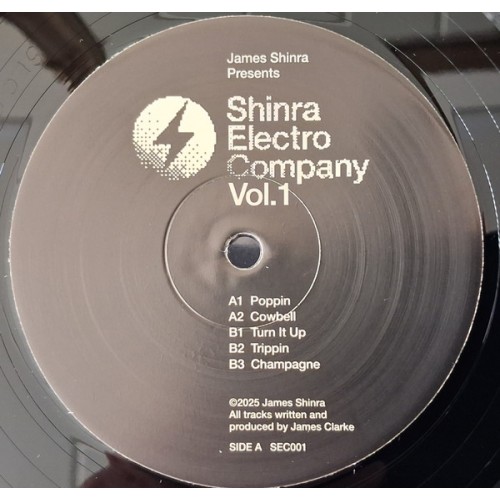 James Shinra
Presents
Shinra
Electro
Company
Vol.1
A1 Poppin
A2 Cowbell
B1 Turn It Up
B2 Trippin
B3 Champagne
©2025 James Shinra
All tracks written and
produced by James Clarke
SIDE A SEC001